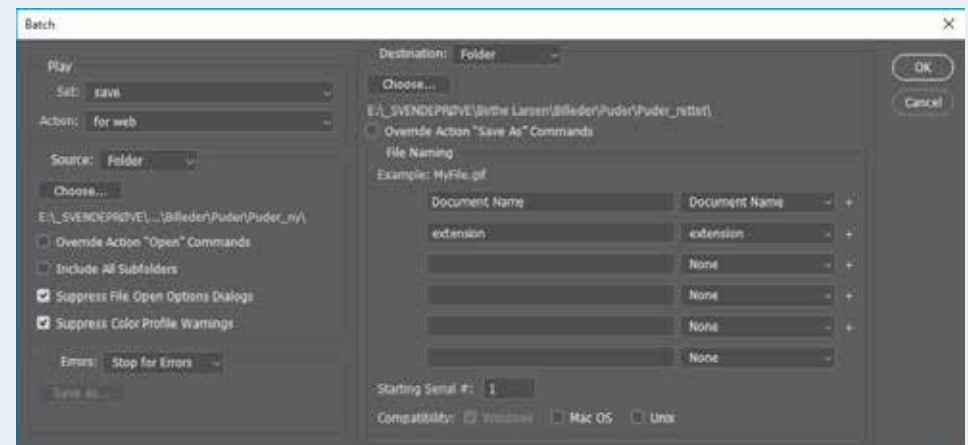 Batch
Play
Set: save
Action: for web
Source: Folder
Choose...
E:\_SVENDEPRØVE\...\Billeder\Puder\Puder_ny\
Override Action "Open" Commands
Include All Subfolders
Suppress File Open Options Dialogs
Suppress Color Profile Warnings
Errors: Stop for Errors
Save As...
Destination: Folder
Choose...
E:\_SVENDEPRØVE\Birthe Larsen\Billeder\Puder\Puder_rettet\
Override Action "Save As" Commands
File Naming
Example: MyFile.gif
Document Name Document Name +
extension extension +
None +
None +
None +
None
Starting Serial #: 1
Compatibility: Windows Mac OS Unix
OK
Cancel